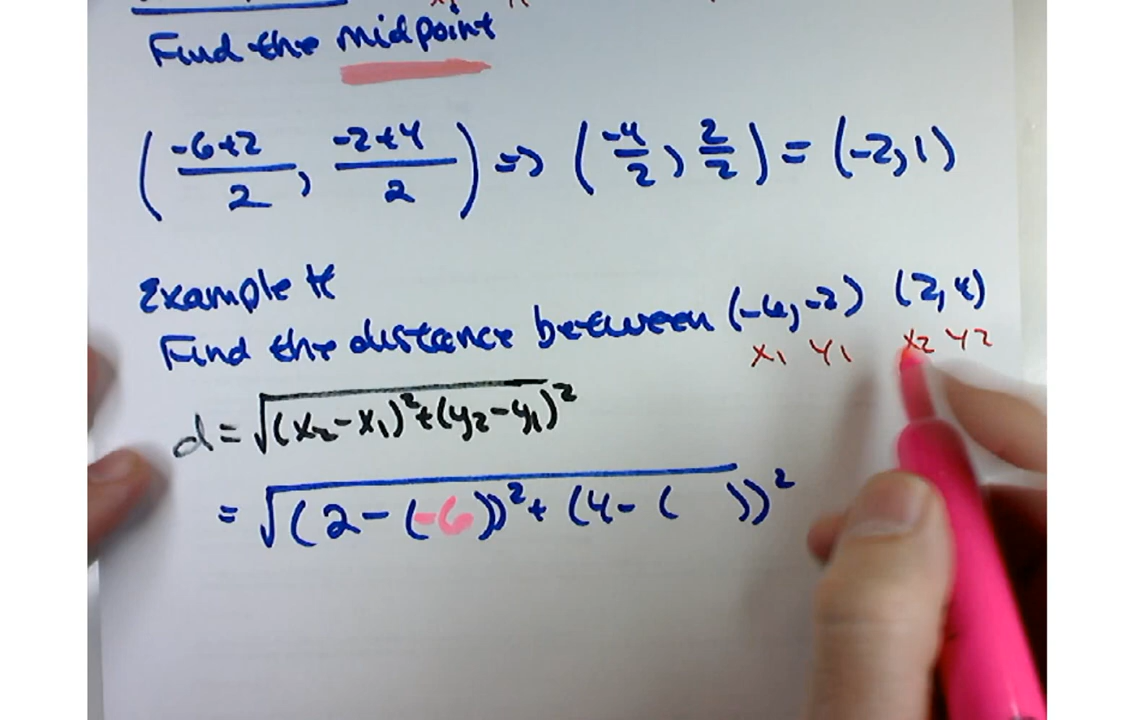 Find the midpoint
(-6+2/2, -2+4/2) => (-4/2, 2/2) = (-2,1)
Example H
Find the distance between (-6,-2) (2,4)
x₁ y₁ x₂ y₂
d = √(x₂-x₁)²+(y₂-y₁)²
= √(2-(-6))²+(4-( ))²